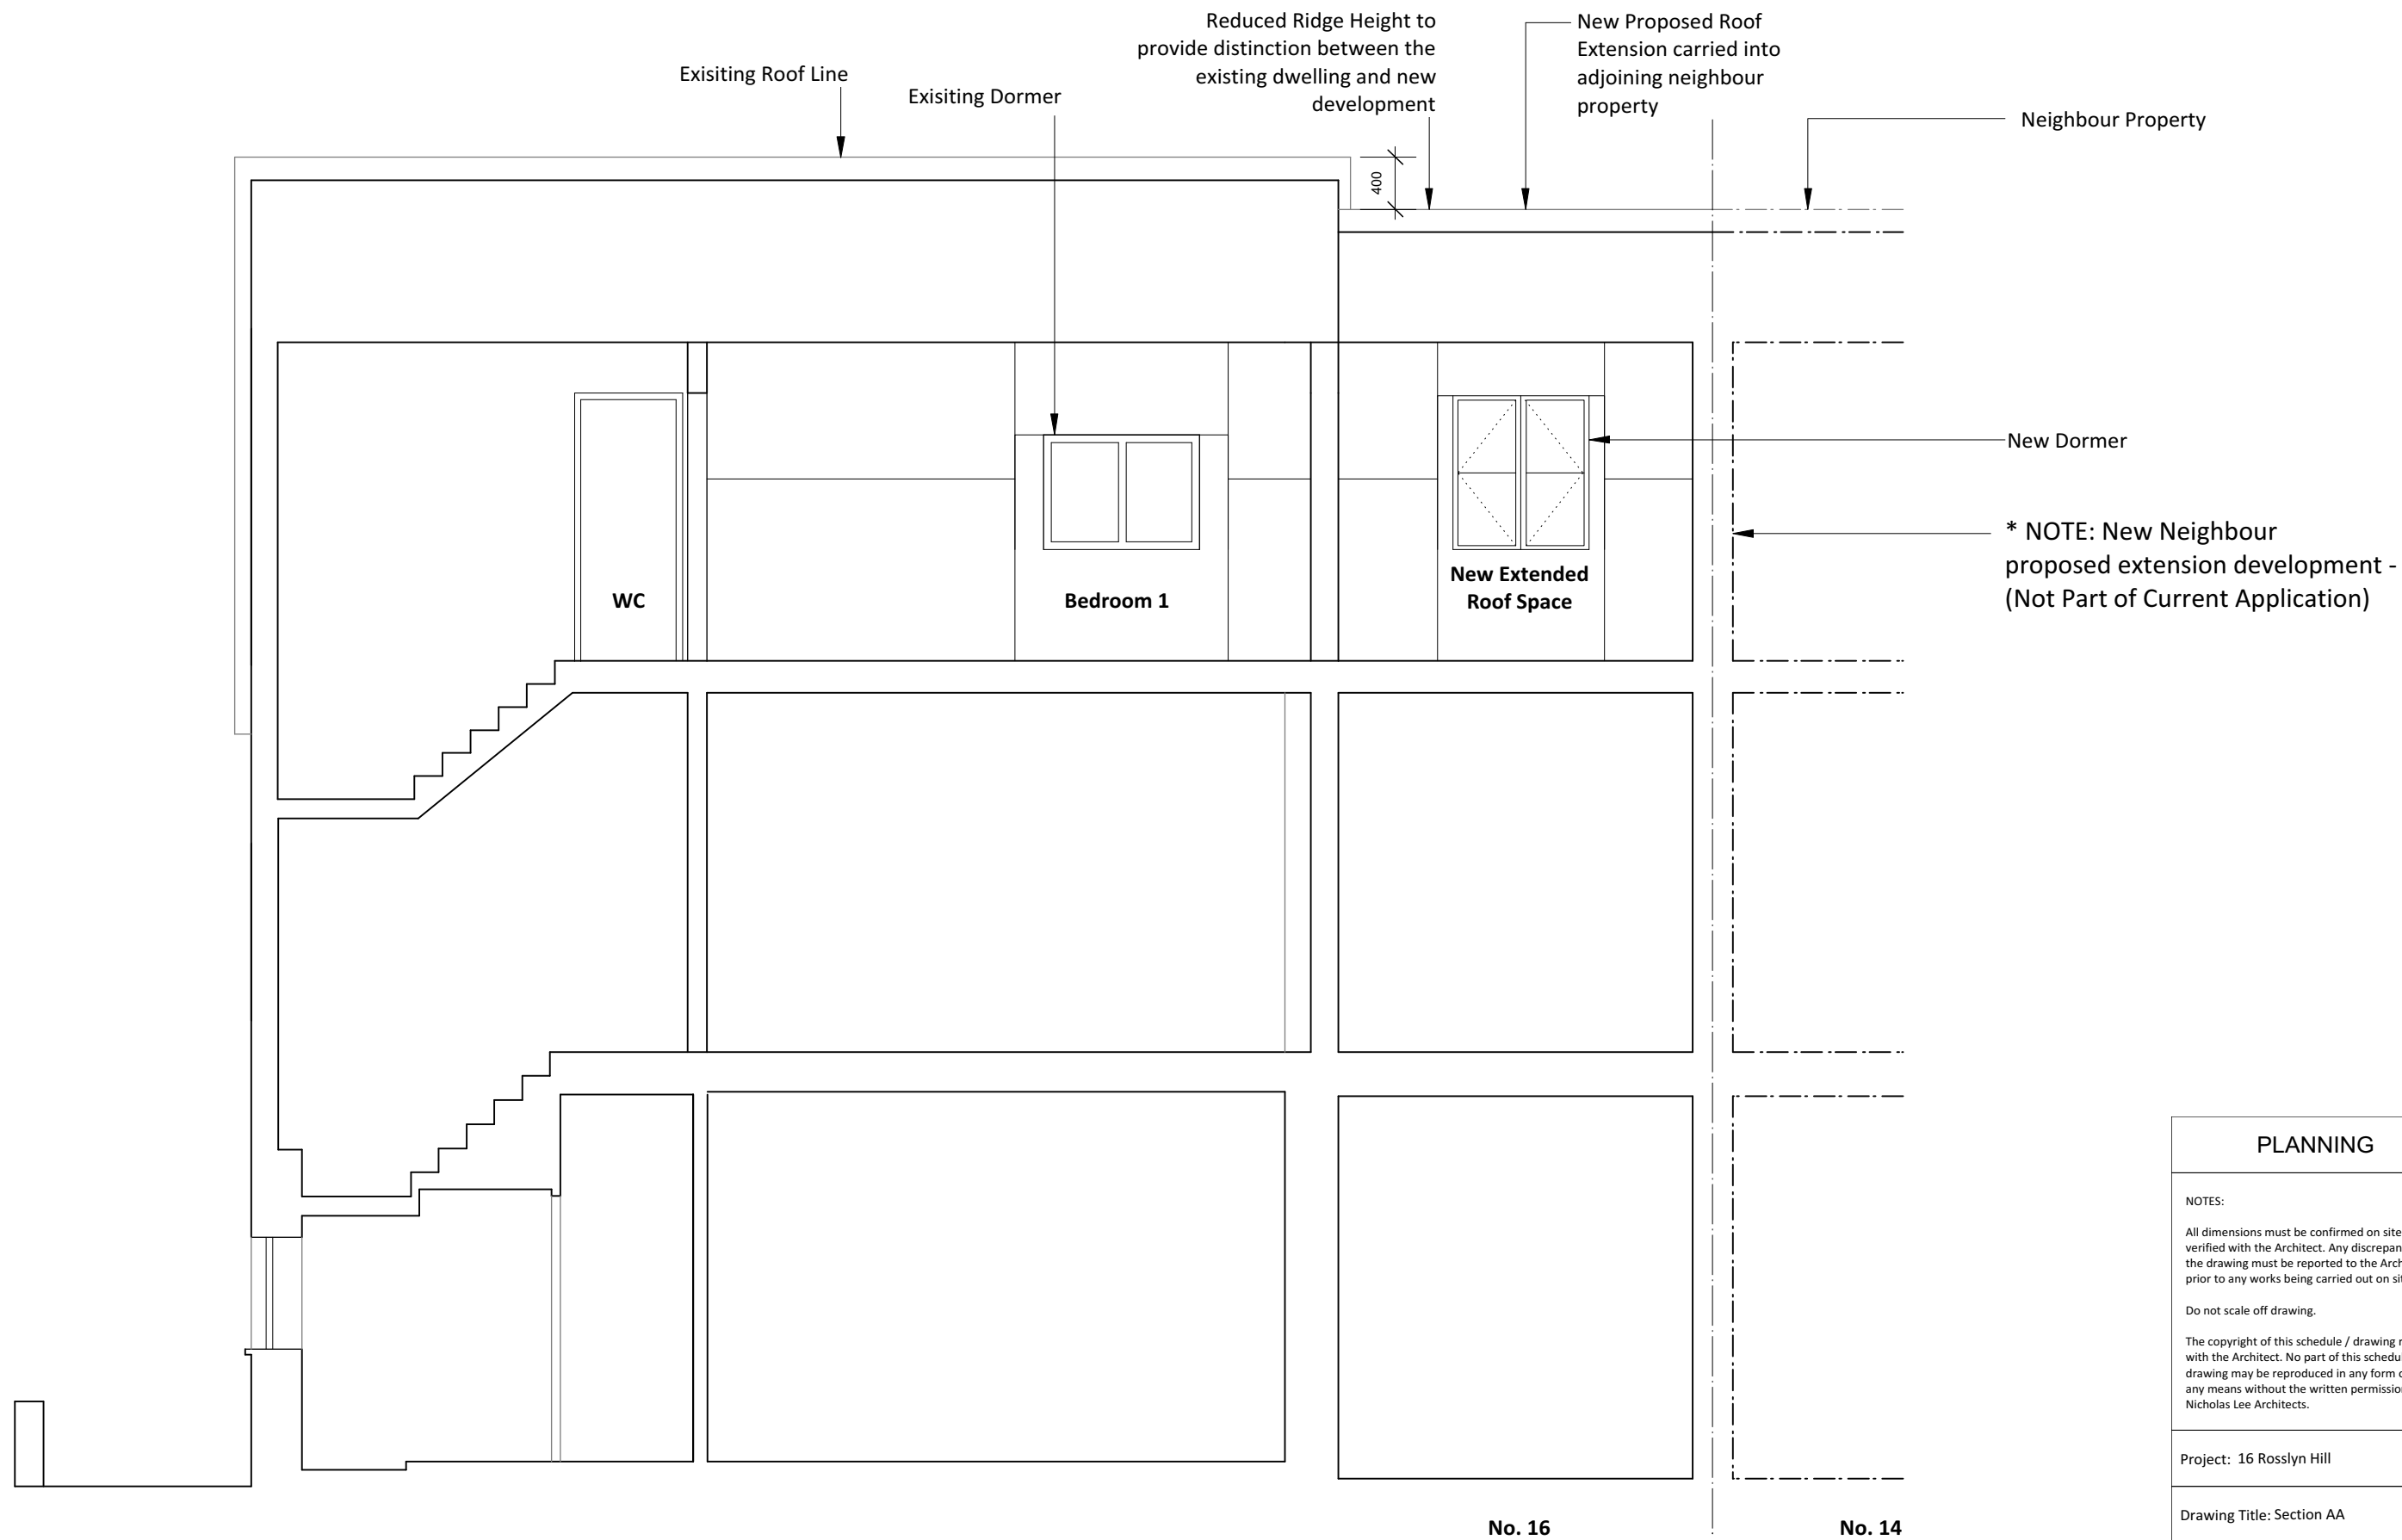 Reduced Ridge Height to
provide distinction between the
existing dwelling and new
development
New Proposed Roof
Extension carried into
adjoining neighbour
property
Exisiting Roof Line
Exisiting Dormer
Neighbour Property
400
New Dormer
* NOTE: New Neighbour
proposed extension development -
(Not Part of Current Application)
WC
Bedroom 1
New Extended
Roof Space
PLANNING
NOTES:
All dimensions must be confirmed on site
verified with the Architect. Any
the drawing must be reported to the
prior to any works being carried out on
Do not scale off drawing.
The copyright of this schedule / drawing
with the Architect. No part of this
drawing may be reproduced in any form
any means without the written
Nicholas Lee Architects.
Project: 16 Rosslyn Hill
Drawing Title: Section AA
No. 16
No. 14